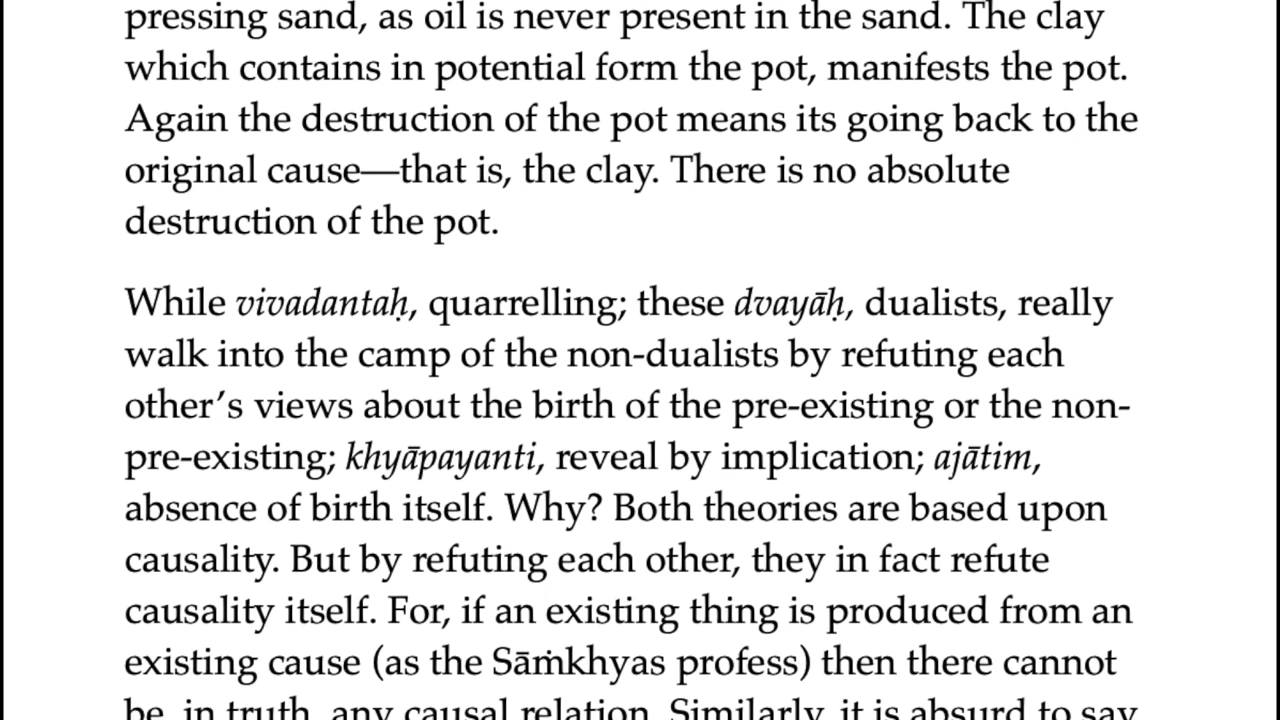 pressing sand, as oil is never present in the sand. The clay
which contains in potential form the pot, manifests the pot.
Again the destruction of the pot means its going back to the
original cause—that is, the clay. There is no absolute
destruction of the pot.
While vivadantaḥ, quarrelling; these dvayāḥ, dualists, really
walk into the camp of the non-dualists by refuting each
other’s views about the birth of the pre-existing or the non-
pre-existing; khyāpayanti, reveal by implication; ajātim,
absence of birth itself. Why? Both theories are based upon
causality. But by refuting each other, they in fact refute
causality itself. For, if an existing thing is produced from an
existing cause (as the Sāṁkhyas profess) then there cannot
be, in truth, any causal relation. Similarly, it is absurd to say